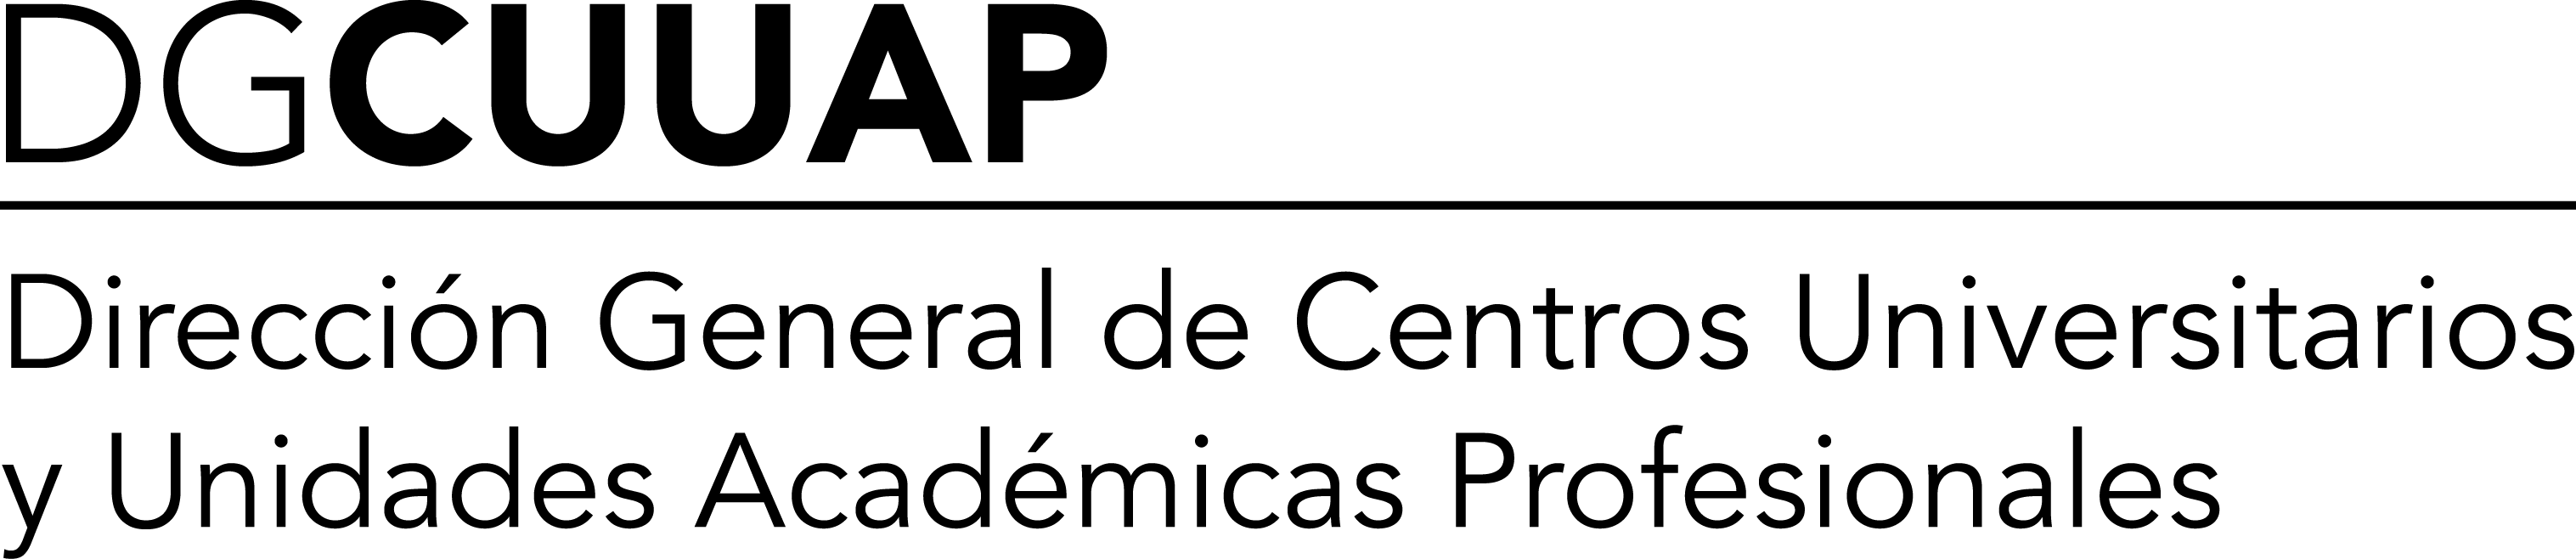 DGCUUAP
Dirección General de Centros Universitarios
y Unidades Académicas Profesionales